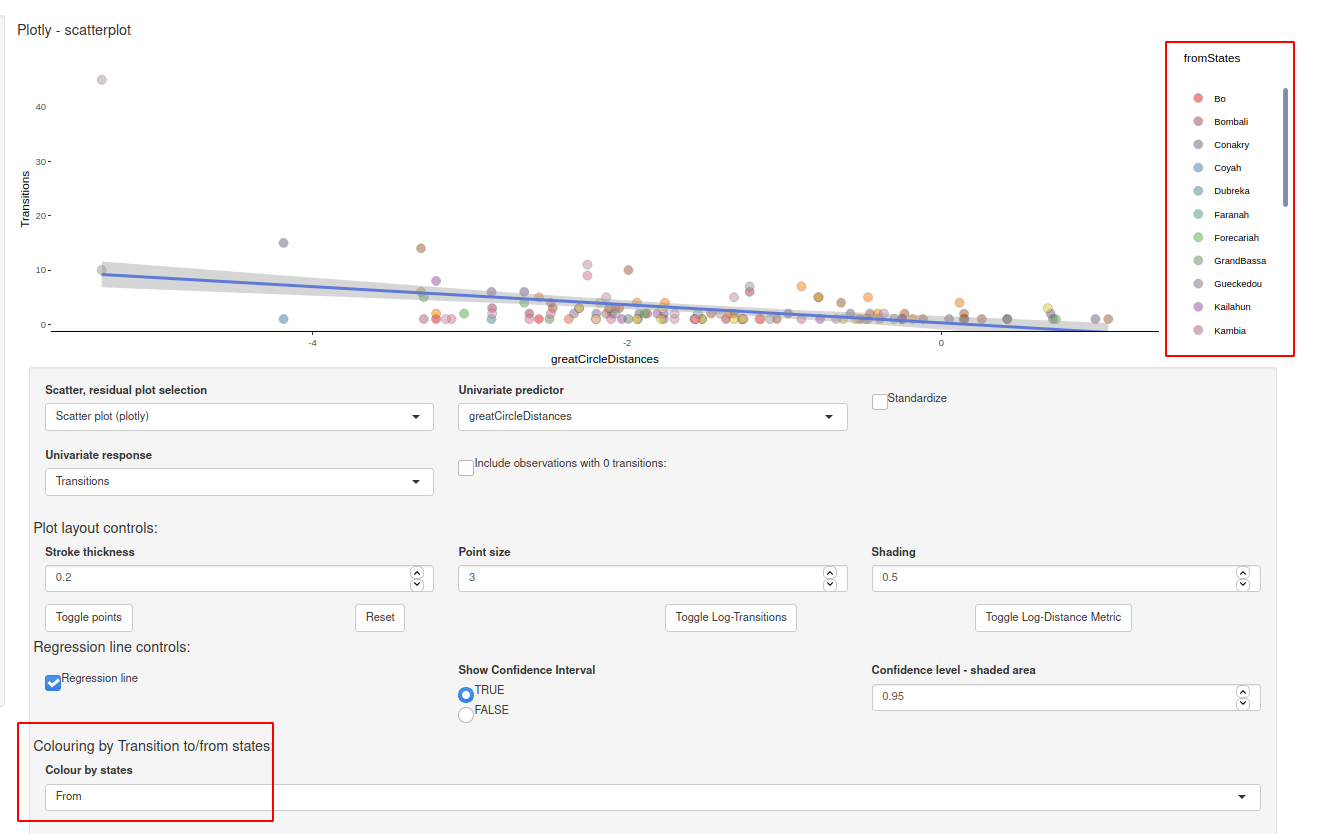 Plotly - scatterplot
fromStates
Bo
Bombali
Conakry
Coyah
Dubreka
Faranah
Forecariah
GrandBassa
Gueckedou
Kailahun
Kambia
Transitions
40
30
20
10
0
-4
-2
0
greatCircleDistances
Scatter, residual plot selection
Scatter plot (plotly)
Univariate predictor
greatCircleDistances
Standardize
Univariate response
Transitions
Include observations with 0 transitions:
Plot layout controls:
Stroke thickness
0.2
Point size
3
Shading
0.5
Toggle points
Reset
Toggle Log-Transitions
Toggle Log-Distance Metric
Regression line controls:
Regression line
Show Confidence Interval
TRUE
FALSE
Confidence level - shaded area
0.95
Colouring by Transition to/from states:
Colour by states
From